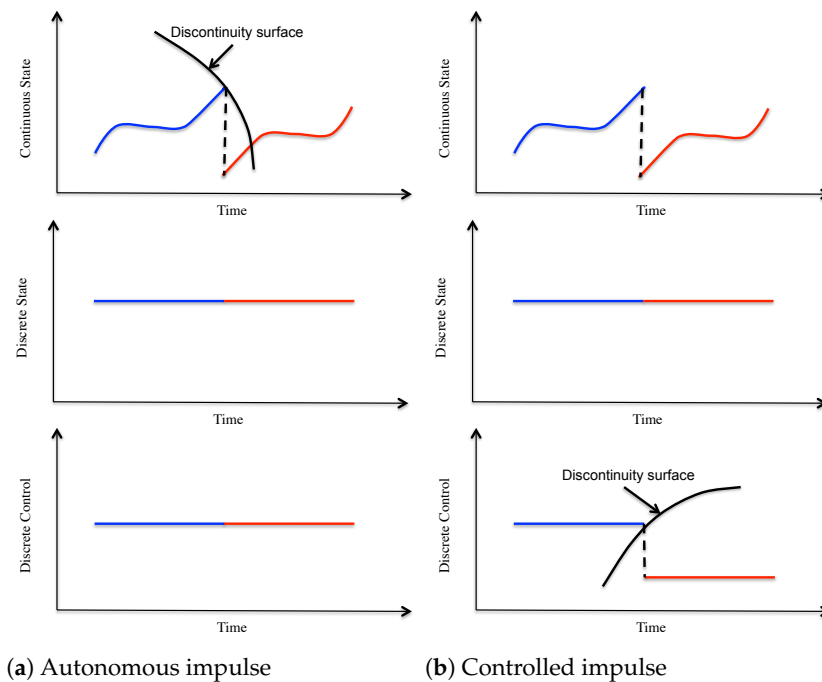 Discontinuity surface
Continuous State
Time
Continuous State
Time
Discrete State
Time
Discrete State
Time
Discrete Control
Time
Discontinuity surface
Discrete Control
Time
(a) Autonomous impulse
(b) Controlled impulse